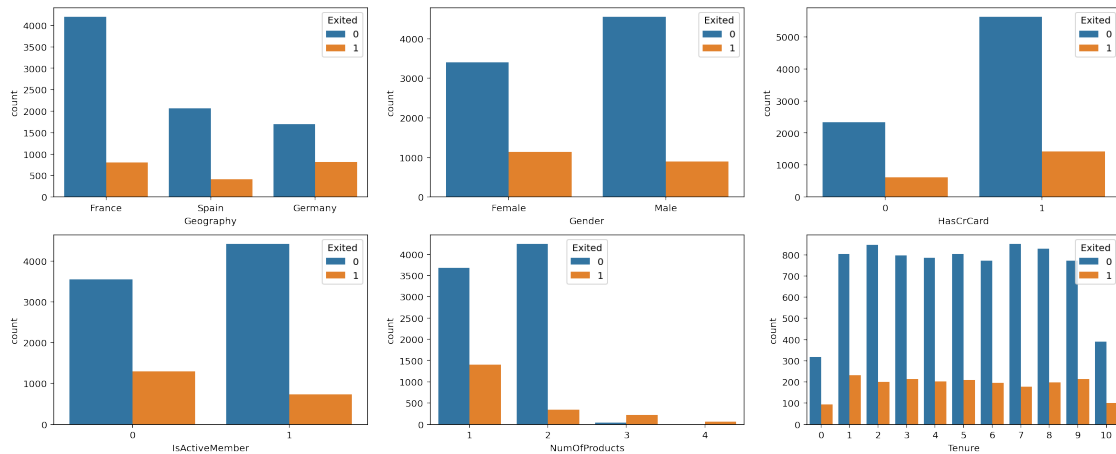 Exited
0
1
4000
3500
3000
2500
2000
1500
1000
500
0
count
France Spain Germany
Geography
Exited
0
1
4000
3000
2000
1000
0
count
Female Male
Gender
Exited
0
1
5000
4000
3000
2000
1000
0
count
0 1
HasCrCard
Exited
0
1
4000
3000
2000
1000
0
count
0 1
IsActiveMember
Exited
0
1
4000
3500
3000
2500
2000
1500
1000
500
0
count
1 2 3 4
NumOfProducts
Exited
0
1
800
700
600
500
400
300
200
100
0
count
0 1 2 3 4 5 6 7 8 9 10
Tenure